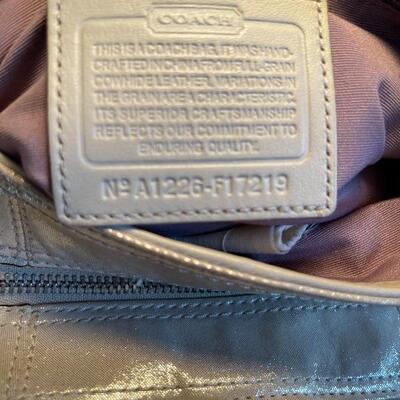 COACH
THIS IS A COACH BAG. IT WAS HAND-
CRAFTED IN CHINA FROM FULL GRAIN
COWHIDE LEATHER. VARIATIONS IN
THE GRAIN ARE A CHARACTERISTIC.
ITS SUPERIOR CRAFTSMANSHIP
REFLECTS OUR COMMITMENT TO
ENDURING QUALITY.
Nº A1226-F17219